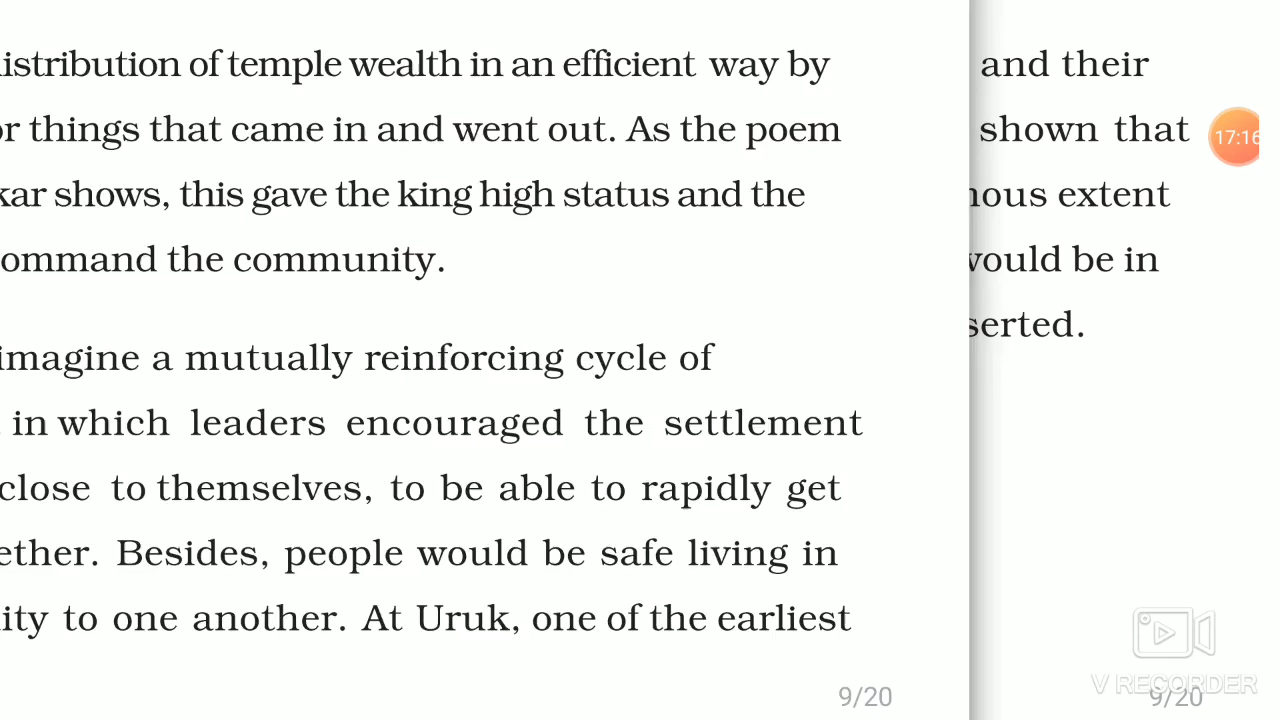 istribution of temple wealth in an efficient way by
or things that came in and went out. As the poem
kar shows, this gave the king high status and the
ommand the community.
imagine a mutually reinforcing cycle of
in which leaders encouraged the settlement
close to themselves, to be able to rapidly get
ether. Besides, people would be safe living in
ity to one another. At Uruk, one of the earliest
9/20
and their
shown that
nous extent
would be in
serted.
9/20
17:16
V RECORDER